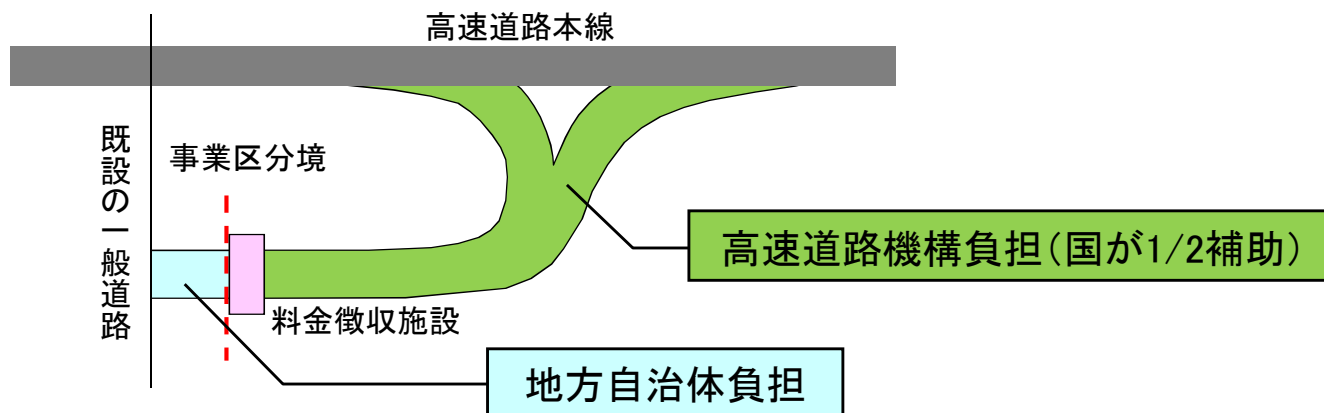 高速道路本線
既設の一般道路
事業区分境
高速道路機構負担(国が1/2補助)
料金徴収施設
地方自治体負担